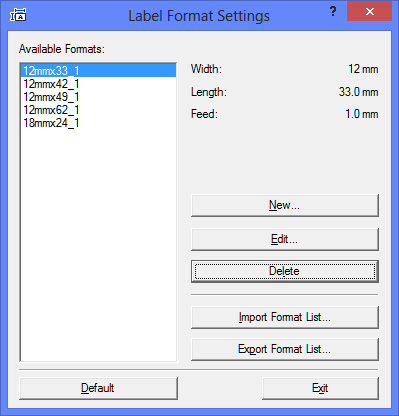 Label Format Settings
?
Available Formats:
12mmx33_1
12mmx42_1
12mmx49_1
12mmx62_1
18mmx24_1
Width: 12 mm
Length: 33.0 mm
Feed: 1.0 mm
New...
Edit...
Delete
Import Format List...
Export Format List...
Default
Exit